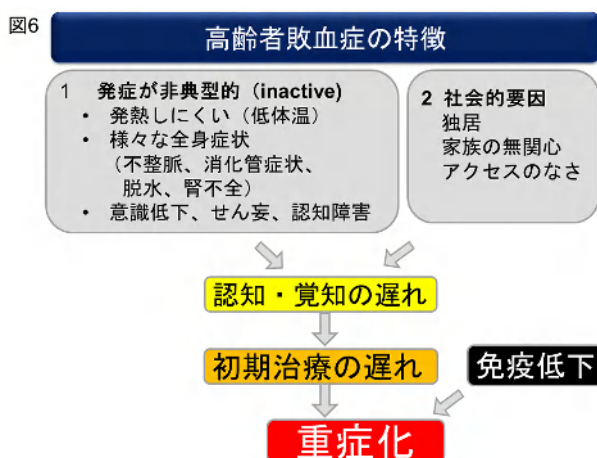 図6
高齢者敗血症の特徴
1 発症が非典型的（inactive)
• 発熱しにくい（低体温）
• 様々な全身症状
（不整脈、消化管症状、
脱水、腎不全）
• 意識低下、せん妄、認知障害
2 社会的要因
独居
家族の無関心
アクセスのなさ
認知・覚知の遅れ
初期治療の遅れ
免疫低下
重症化